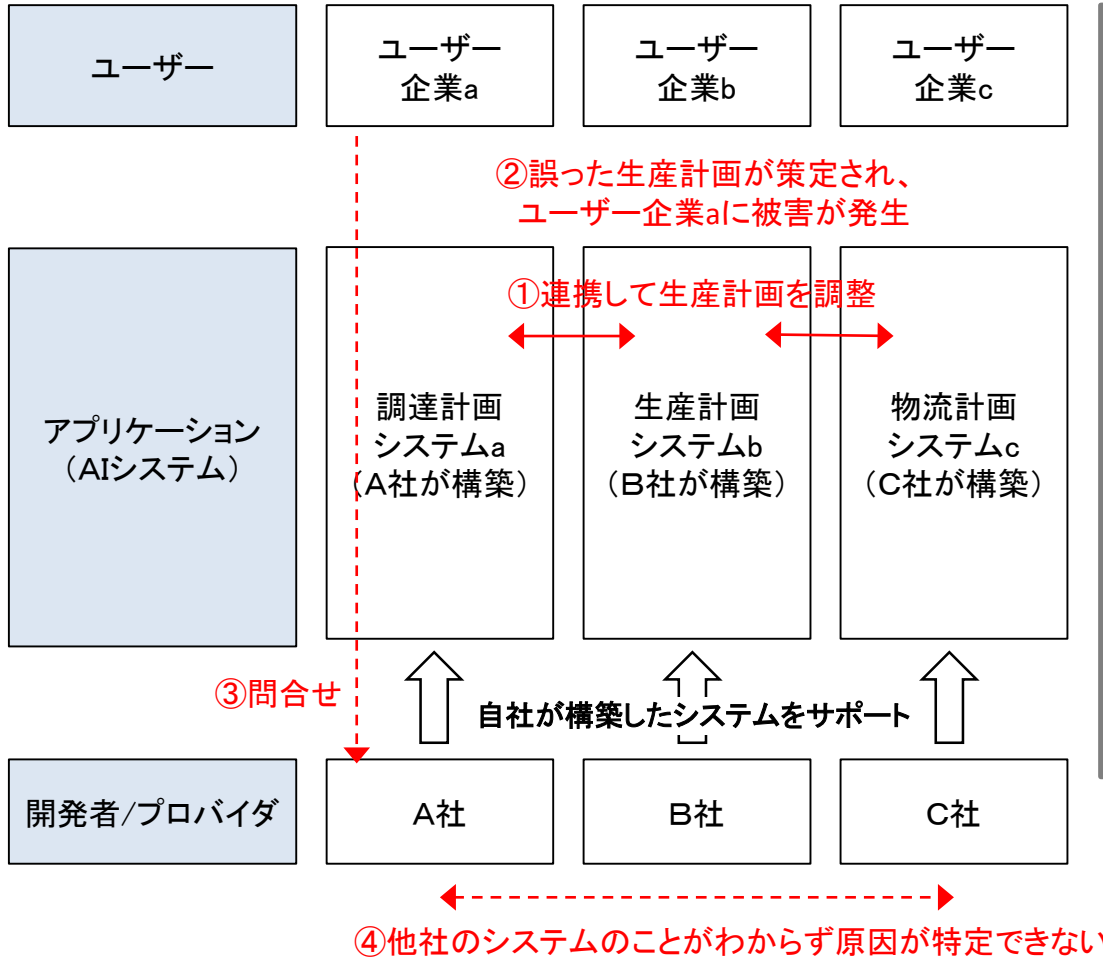 ユーザー
ユーザー
企業a
ユーザー
企業b
ユーザー
企業c
②誤った生産計画が策定され、
ユーザー企業aに被害が発生
①連携して生産計画を調整
アプリケーション
（AIシステム）
調達計画
システムa
（A社が構築）
生産計画
システムb
（B社が構築）
物流計画
システムc
（C社が構築）
③問合せ
自社が構築したシステムをサポート
開発者/プロバイダ
A社
B社
C社
④他社のシステムのことがわからず原因が特定できない